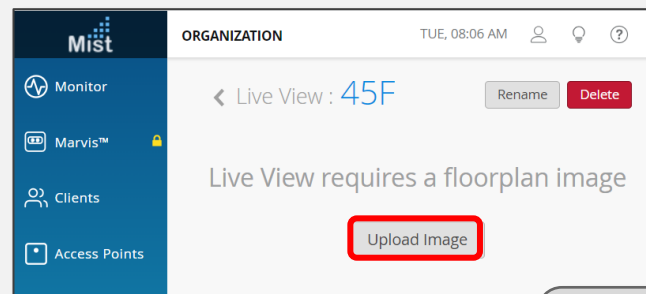 Mist
ORGANIZATION TUE, 08:06 AM ?
Monitor
Live View : 45F Rename Delete
Marvis™
Live View requires a floorplan image
Clients
Upload Image
Access Points